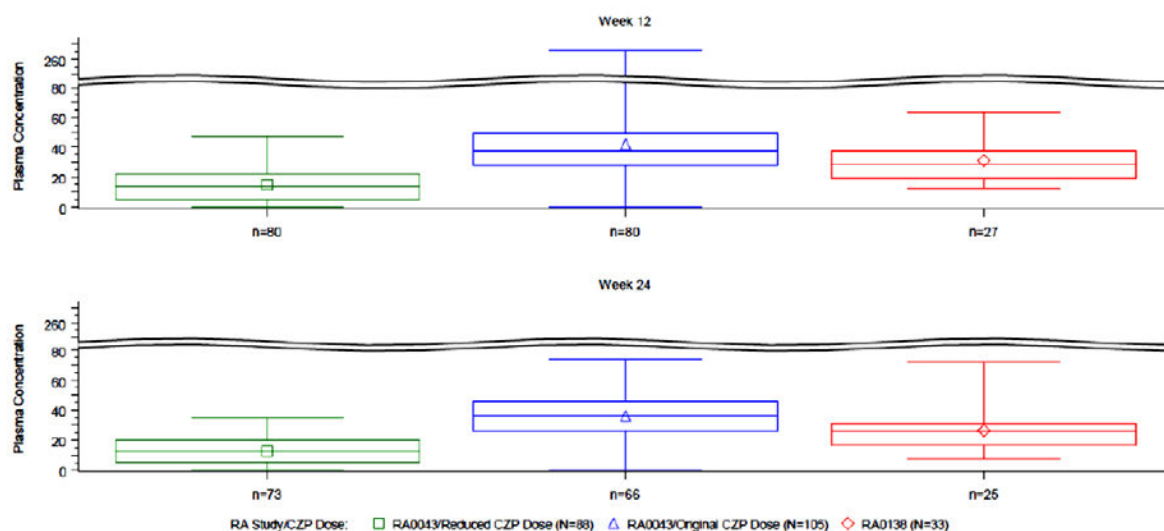 Week 12
Plasma Concentration
260
80
60
40
20
0
n=80 n=80 n=27
Week 24
Plasma Concentration
260
80
60
40
20
0
n=73 n=66 n=25
RA Study/CZP Dose: RA0043/Reduced CZP Dose (N=88) RA0043/Original CZP Dose (N=105) RA0138 (N=33)